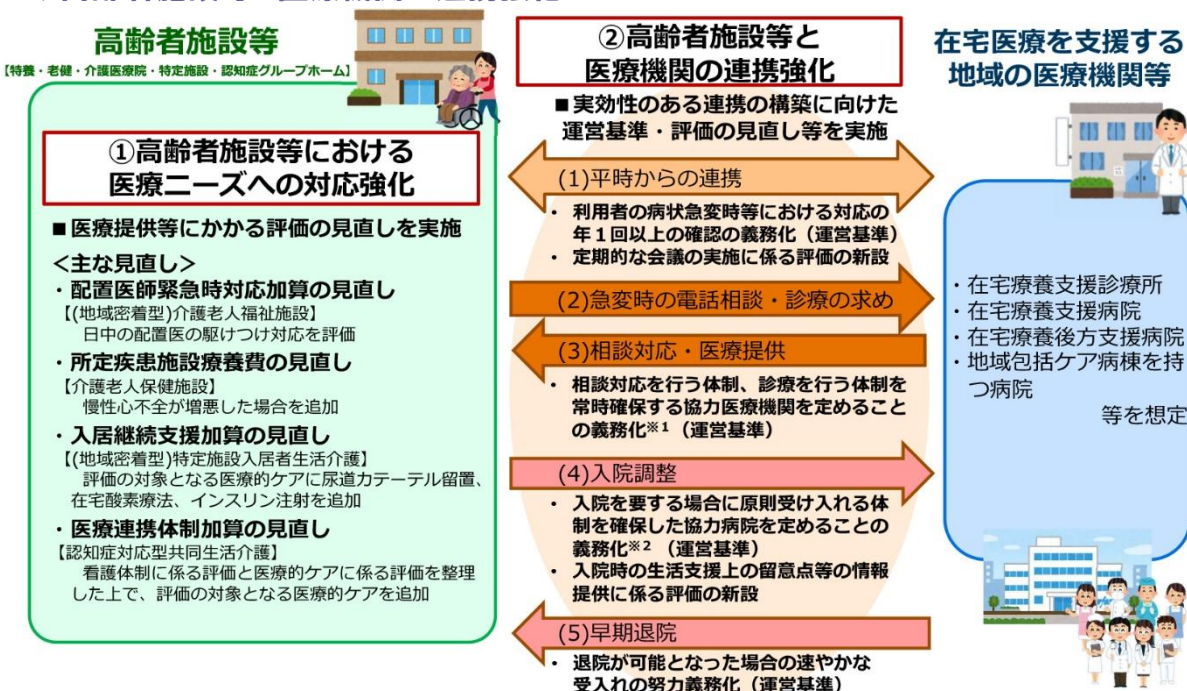 高齢者施設等
【特養・老健・介護医療院・特定施設・認知症グループホーム】
①高齢者施設等における
医療ニーズへの対応強化
■医療提供等にかかる評価の見直しを実施
<主な見直し>
・配置医師緊急時対応加算の見直し
【(地域密着型)介護老人福祉施設】
日中の配置医の駆けつけ対応を評価
・所定疾患施設療養費の見直し
【介護老人保健施設】
慢性心不全が増悪した場合を追加
・入居継続支援加算の見直し
【(地域密着型)特定施設入居者生活介護】
評価の対象となる医療的ケアに尿道カテーテル留置、
在宅酸素療法、インスリン注射を追加
・医療連携体制加算の見直し
【認知症対応型共同生活介護】
看護体制に係る評価と医療的ケアに係る評価を整理
した上で、評価の対象となる医療的ケアを追加
②高齢者施設等と
医療機関の連携強化
■実効性のある連携の構築に向けた
運営基準・評価の見直し等を実施
(1)平時からの連携
・ 利用者の病状急変時等における対応の
年１回以上の確認の義務化（運営基準）
・ 定期的な会議の実施に係る評価の新設
(2)急変時の電話相談・診療の求め
(3)相談対応・医療提供
・ 相談対応を行う体制、診療を行う体制を
常時確保する協力医療機関を定めること
の義務化※1（運営基準）
(4)入院調整
・ 入院を要する場合に原則受け入れる体
制を確保した協力病院を定めることの
義務化※2（運営基準）
・ 入院時の生活支援上の留意点等の情報
提供に係る評価の新設
(5)早期退院
・ 退院が可能となった場合の速やかな
受入れの努力義務化（運営基準）
在宅医療を支援する
地域の医療機関等
・在宅療養支援診療所
・在宅療養支援病院
・在宅療養後方支援病院
・地域包括ケア病棟を持
つ病院
等を想定